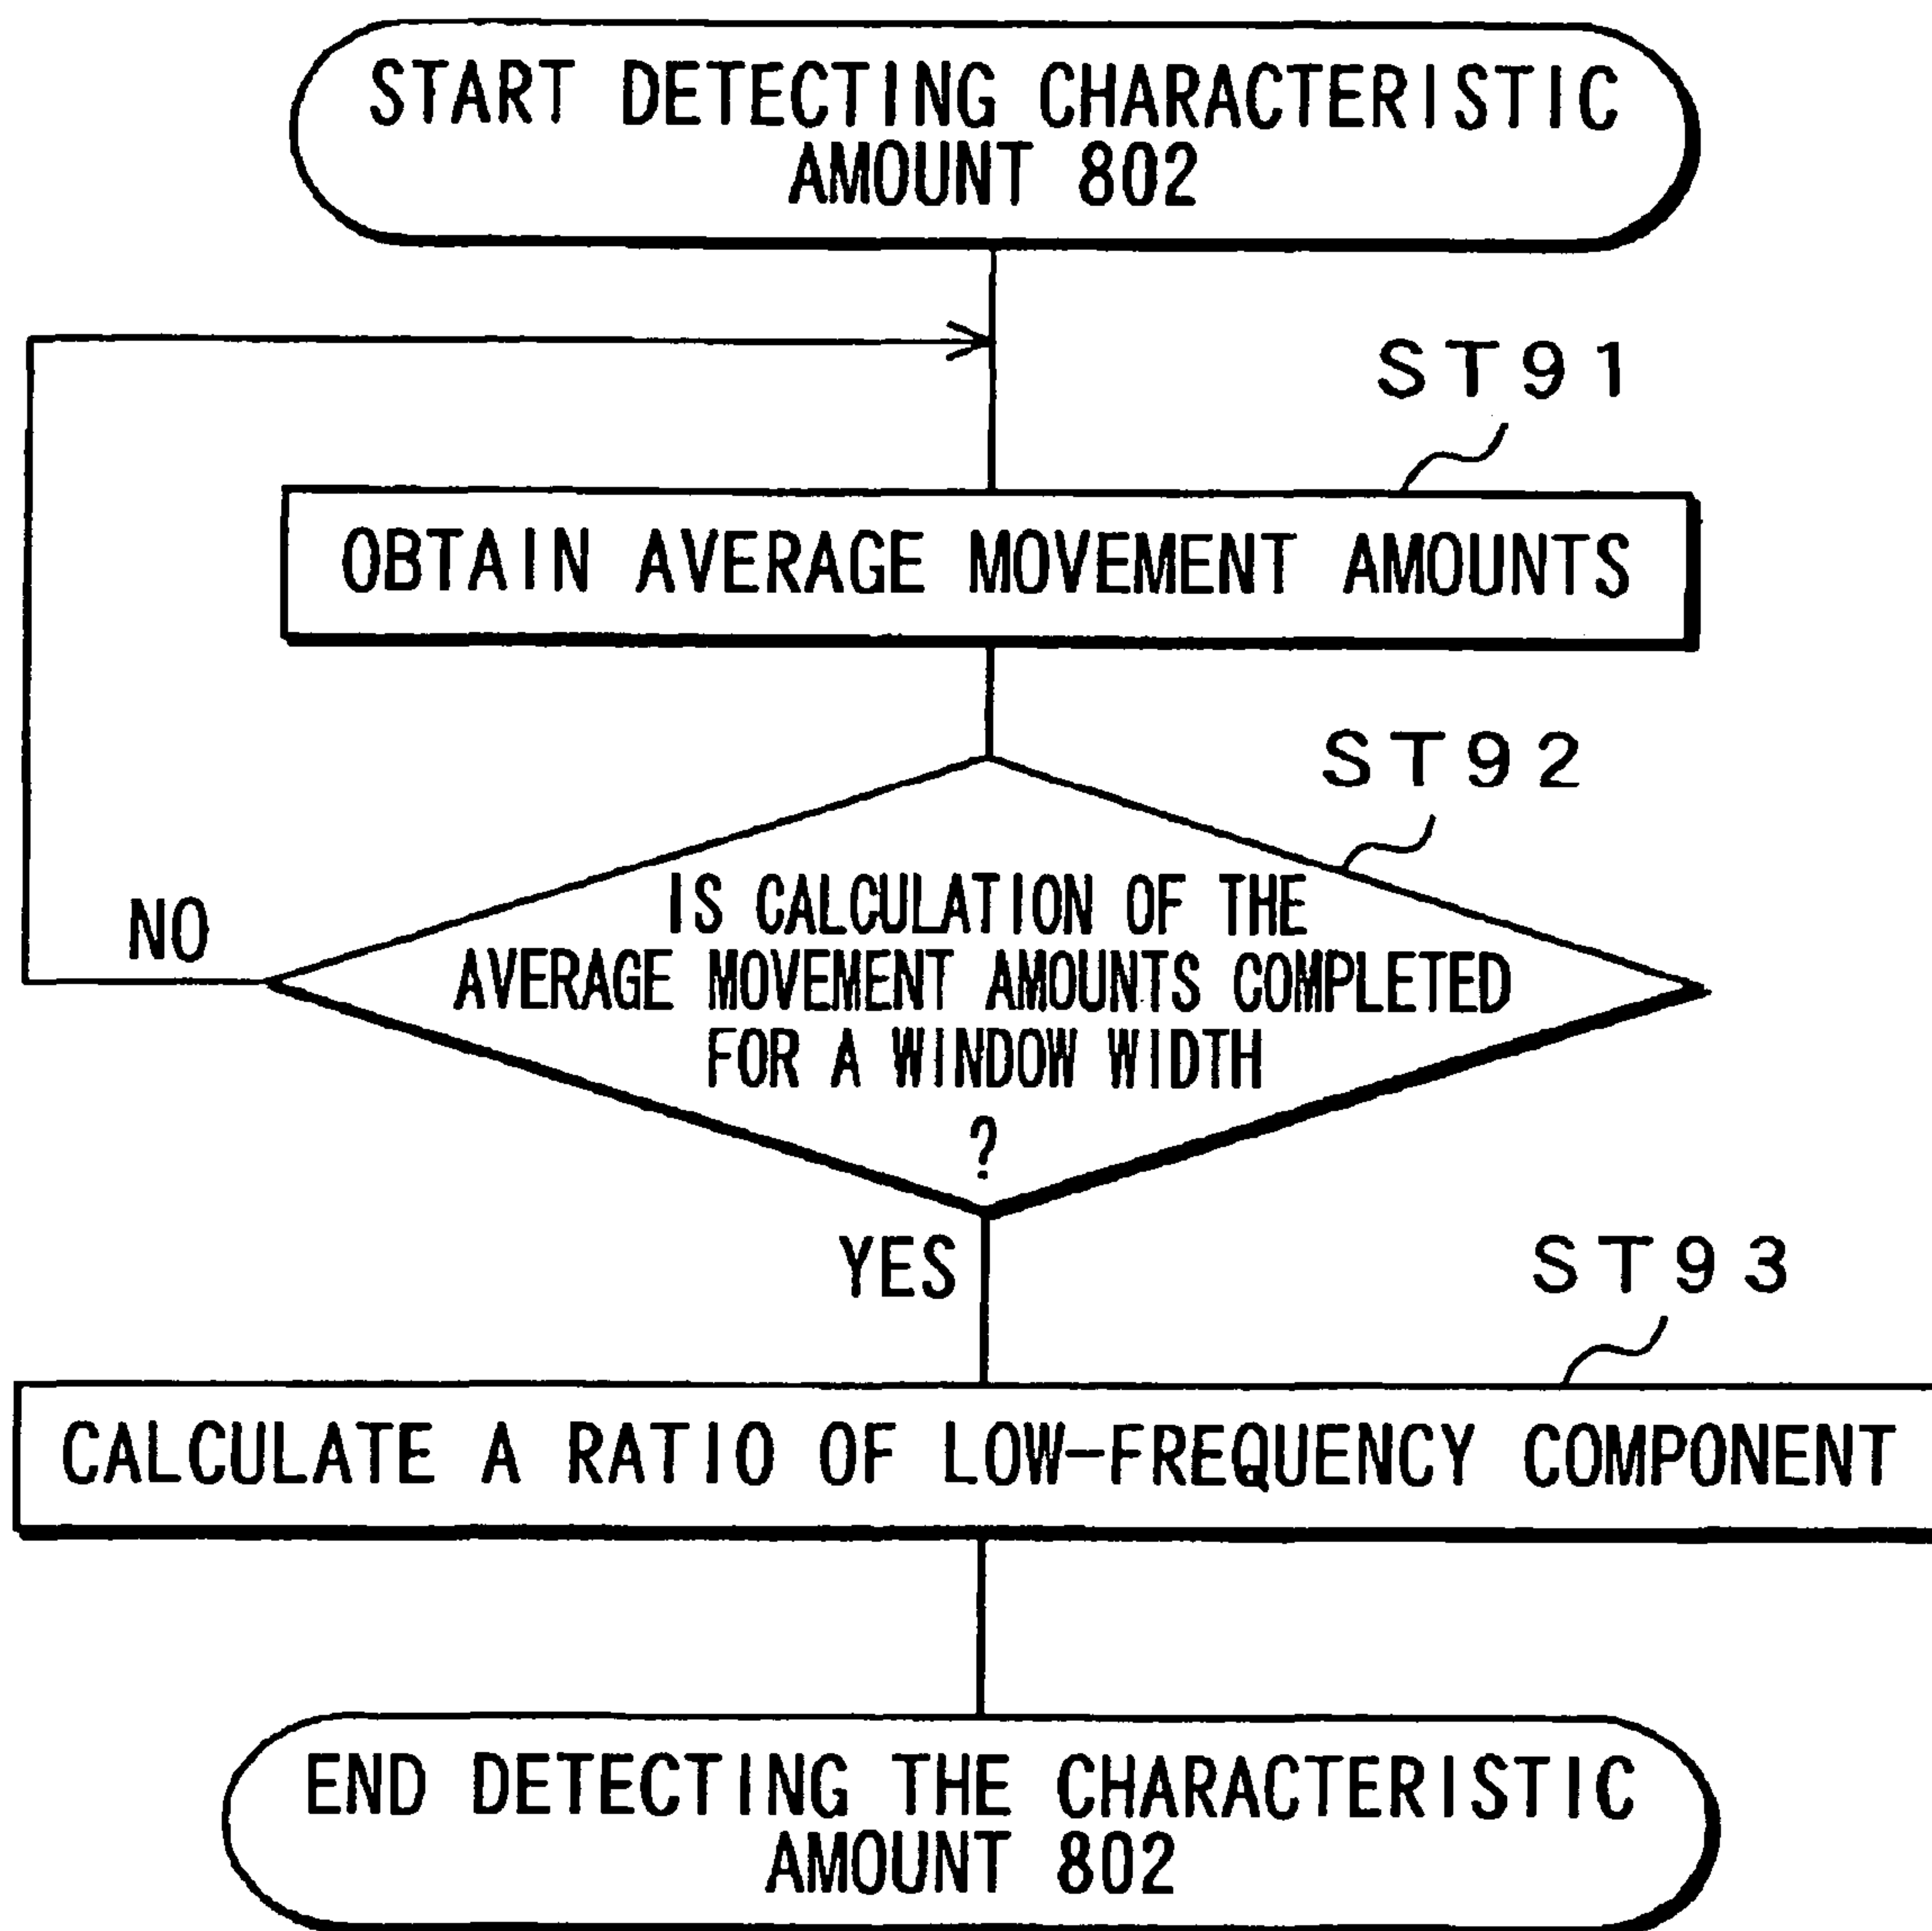 START DETECTING CHARACTERISTIC
AMOUNT 802
ST91
OBTAIN AVERAGE MOVEMENT AMOUNTS
ST92
IS CALCULATION OF THE
AVERAGE MOVEMENT AMOUNTS COMPLETED
FOR A WINDOW WIDTH
?
NO
YES
ST93
CALCULATE A RATIO OF LOW-FREQUENCY COMPONENT
END DETECTING THE CHARACTERISTIC
AMOUNT 802